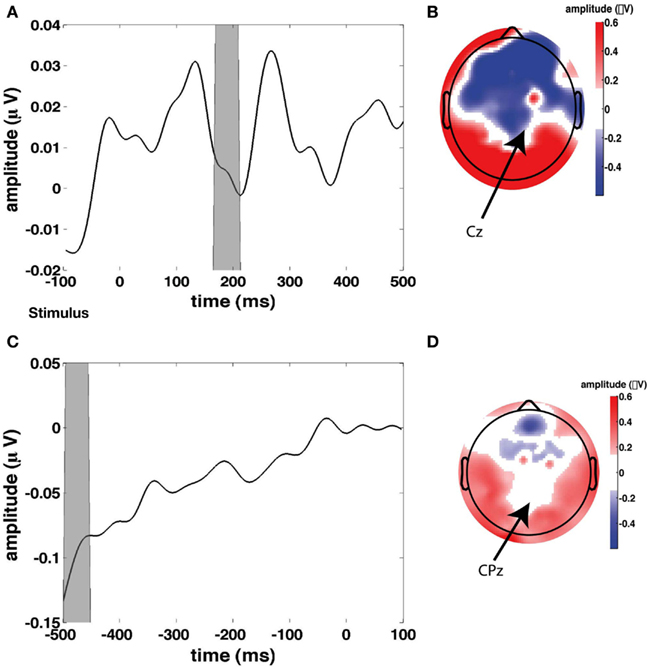 A
0.04
0.03
0.02
0.01
0
-0.01
-0.02
amplitude (μ V)
-100 0 100 200 300 400 500
time (ms)
Stimulus
B
amplitude (▯V)
0.6
0.4
0.2
0
-0.2
-0.4
Cz
C
0.05
0
-0.05
-0.1
-0.15
amplitude (μ V)
-500 -400 -300 -200 -100 0 100
time (ms)
D
amplitude (▯V)
0.6
0.4
0.2
0
-0.2
-0.4
CPz